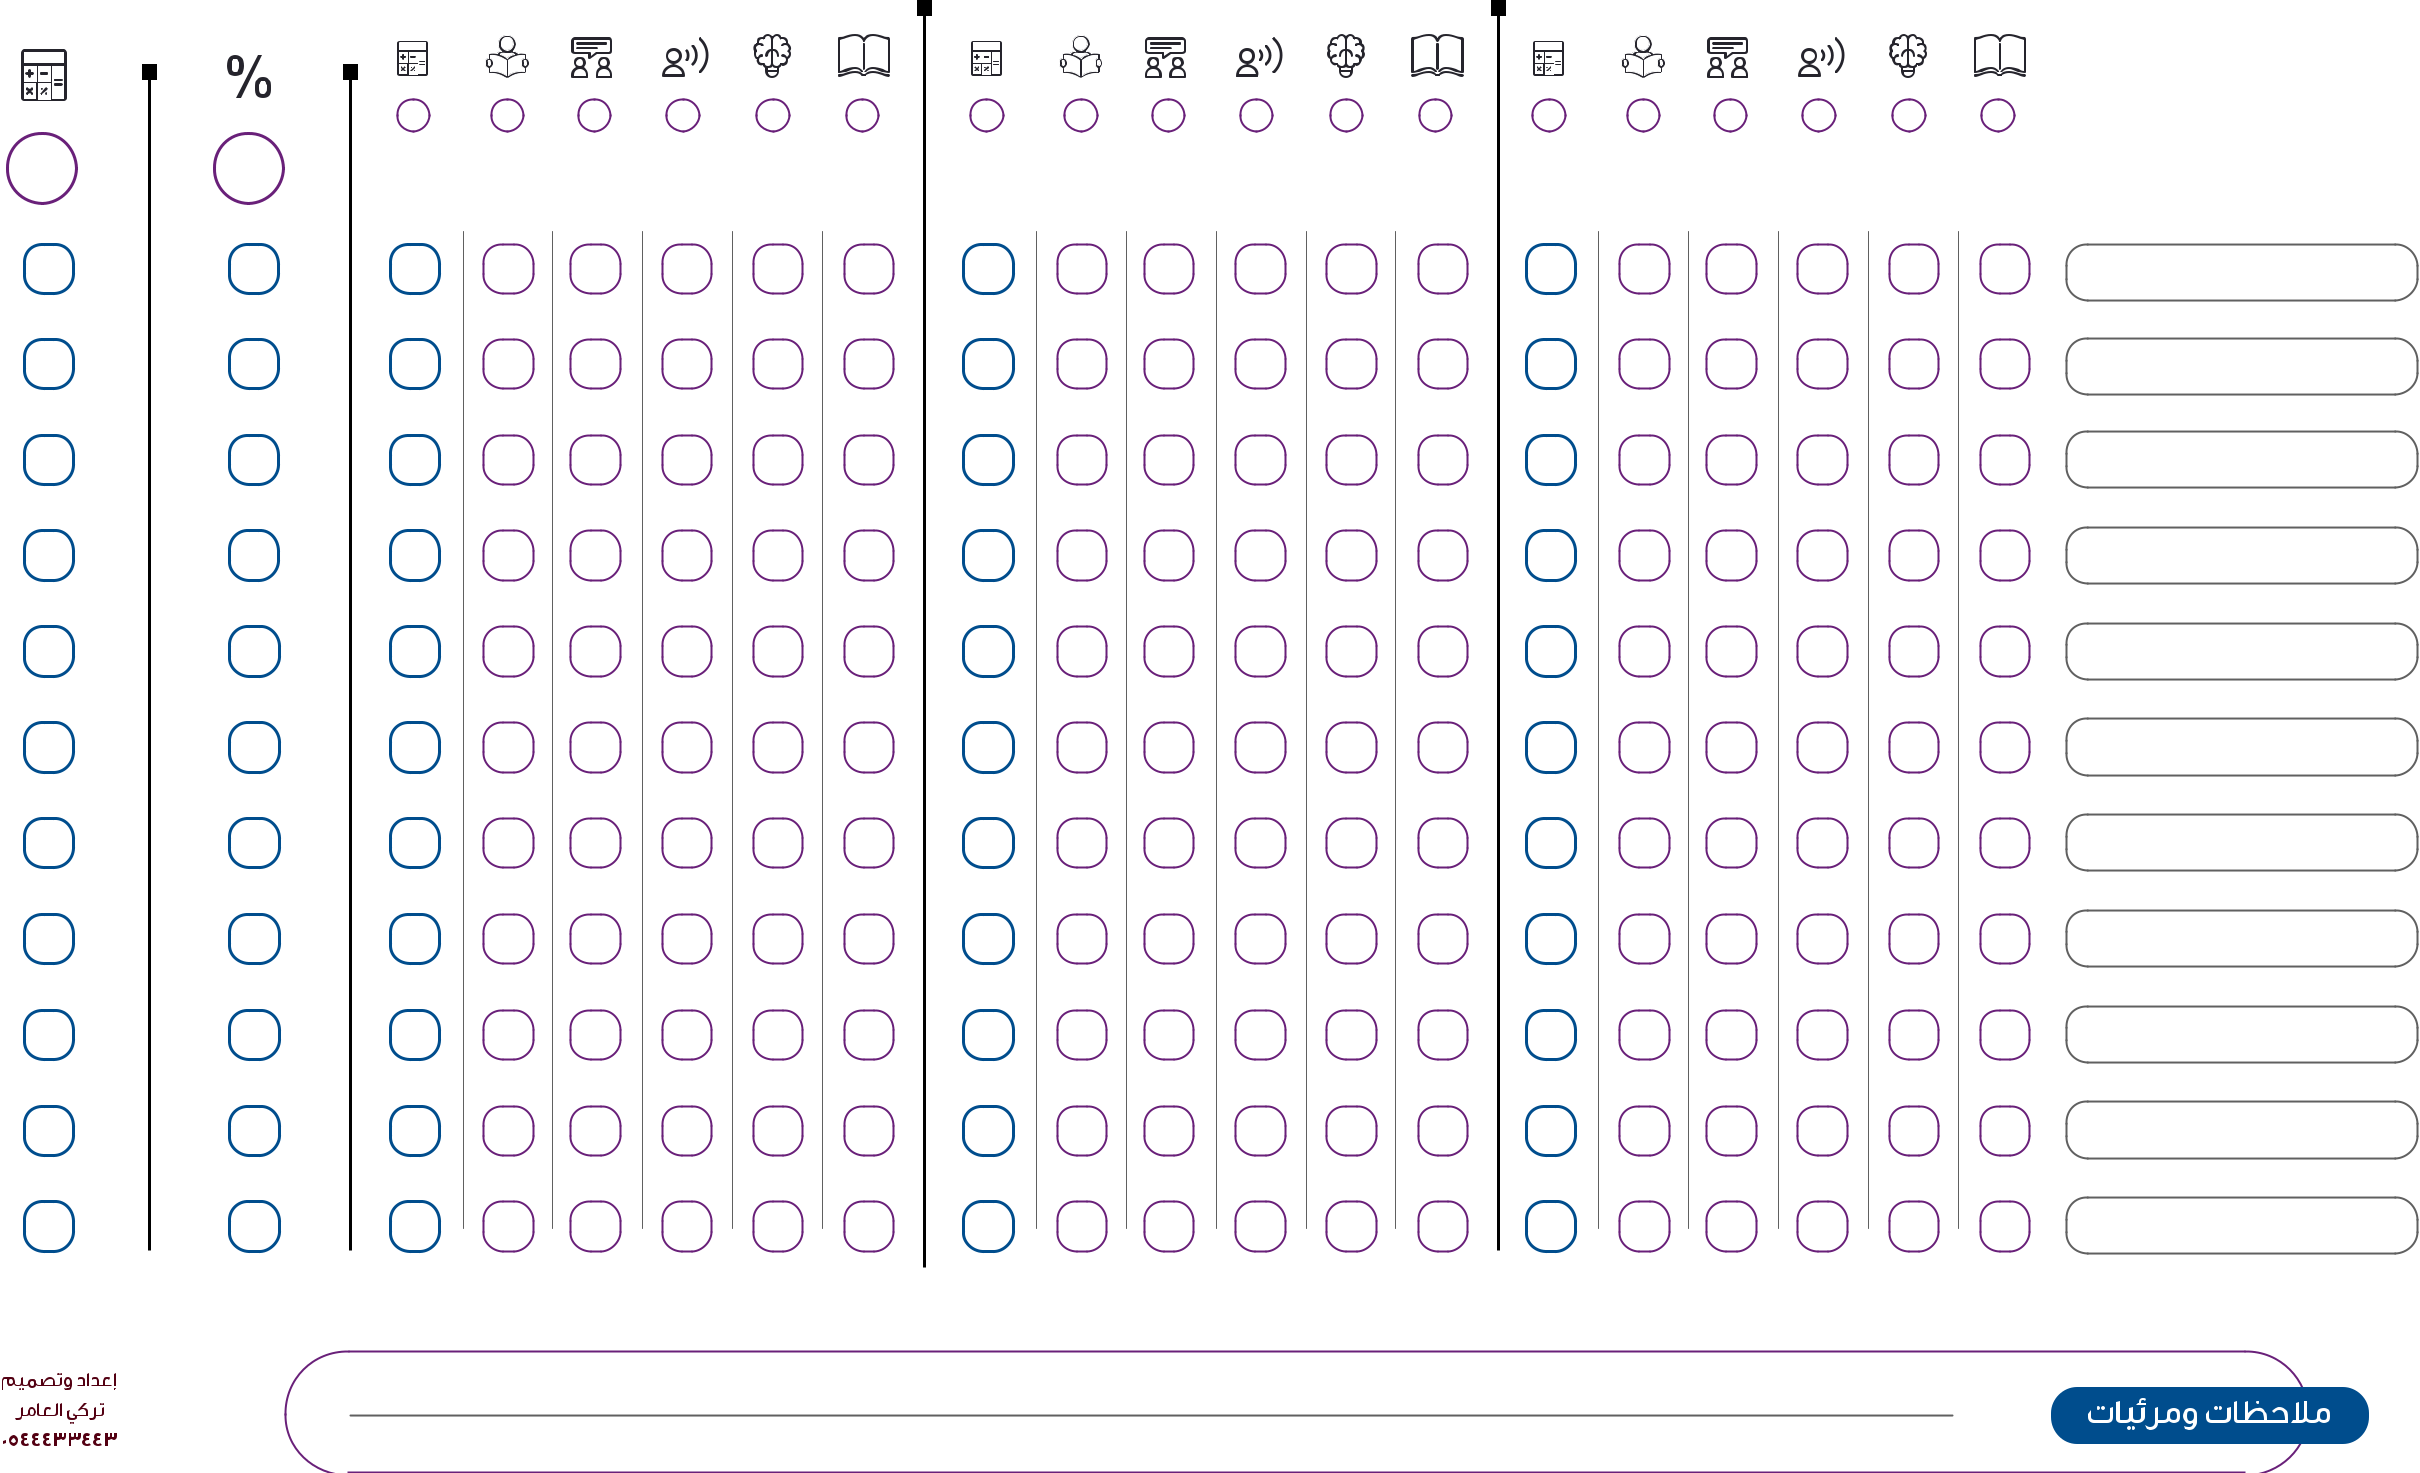 %
ملاحظات ومرئيات
إعداد وتصميم
تركي العامر
٠٥٤٤٤٣٣٤٤٣